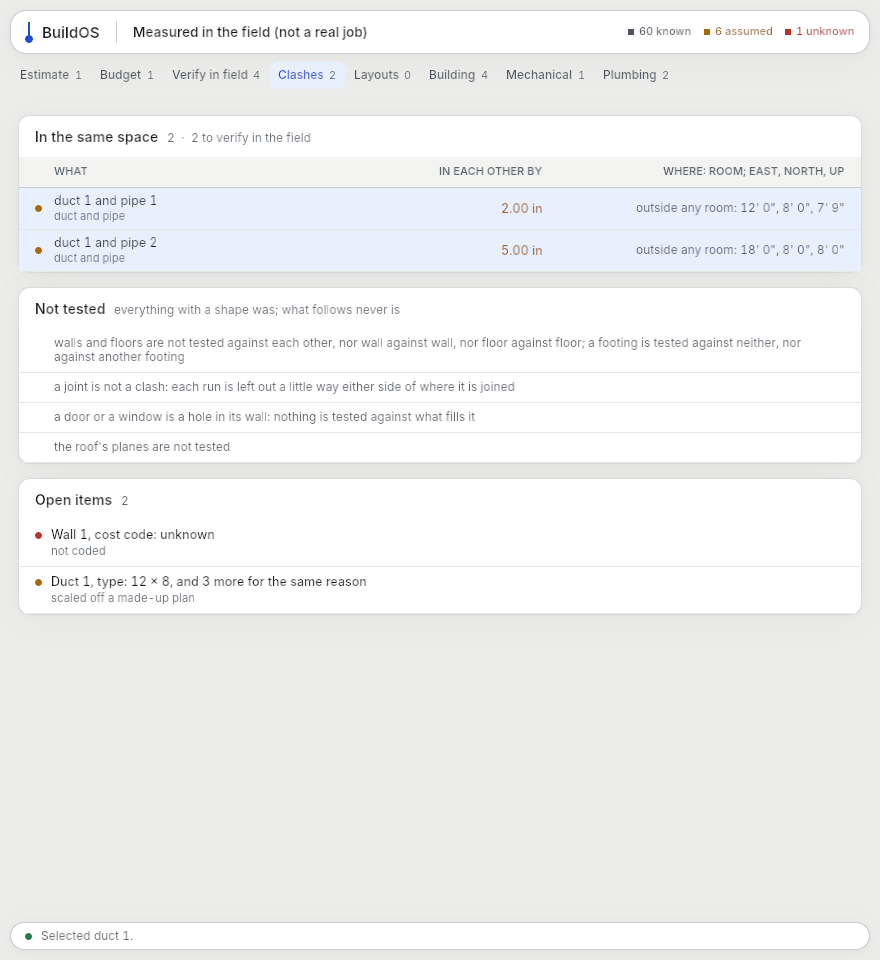 BuildOS
Measured in the field (not a real job)
60 known
6 assumed
1 unknown
Estimate 1
Budget 1
Verify in field 4
Clashes 2
Layouts 0
Building 4
Mechanical 1
Plumbing 2
In the same space 2 · 2 to verify in the field
WHAT
IN EACH OTHER BY
WHERE: ROOM; EAST, NORTH, UP
duct 1 and pipe 1
duct and pipe
2.00 in
outside any room: 12' 0", 8' 0", 7' 9"
duct 1 and pipe 2
duct and pipe
5.00 in
outside any room: 18' 0", 8' 0", 8' 0"
Not tested everything with a shape was; what follows never is
walls and floors are not tested against each other, nor wall against wall, nor floor against floor; a footing is tested against neither, nor
against another footing
a joint is not a clash: each run is left out a little way either side of where it is joined
a door or a window is a hole in its wall: nothing is tested against what fills it
the roof's planes are not tested
Open items 2
Wall 1, cost code: unknown
not coded
Duct 1, type: 12 × 8, and 3 more for the same reason
scaled off a made-up plan
Selected duct 1.